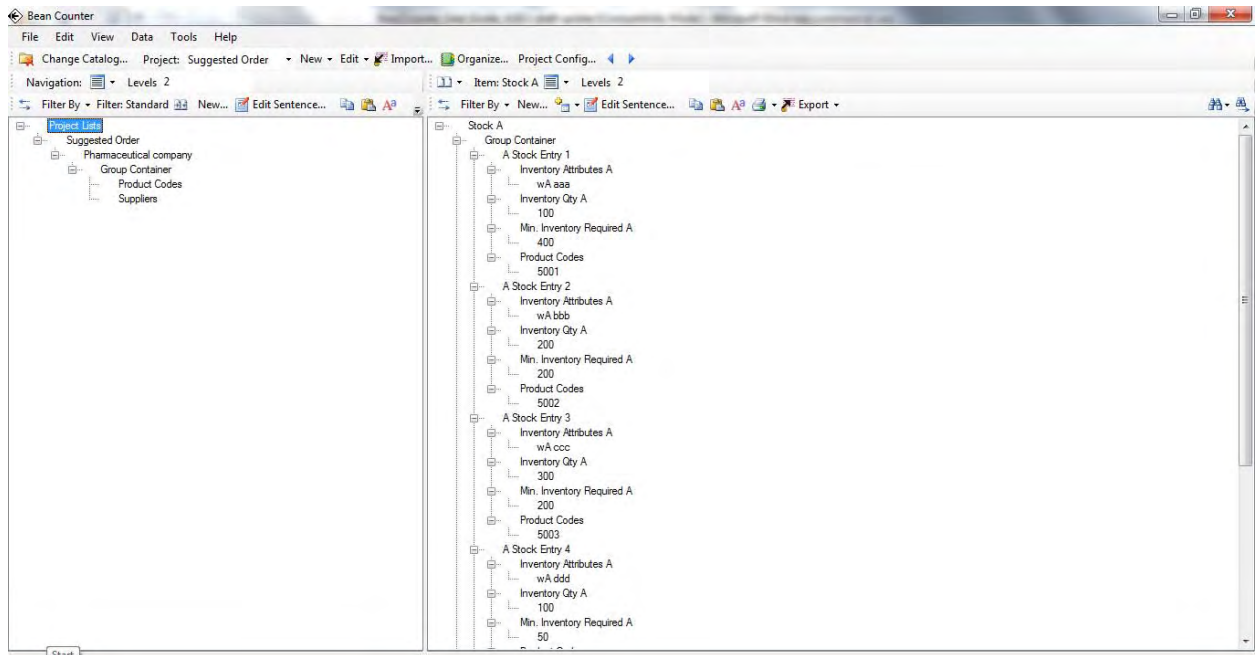 Bean Counter
File Edit View Data Tools Help
Change Catalog... Project: Suggested Order New Edit Import... Organize... Project Config...
Navigation: Levels 2
Item: Stock A Levels 2
Filter By Filter: Standard New... Edit Sentence...
Filter By New... Edit Sentence... Export
Project Lists
Suggested Order
Pharmaceutical company
Group Container
Product Codes
Suppliers
Stock A
Group Container
A Stock Entry 1
Inventory Attributes A
wA aaa
Inventory Qty A
100
Min. Inventory Required A
400
Product Codes
5001
A Stock Entry 2
Inventory Attributes A
wA bbb
Inventory Qty A
200
Min. Inventory Required A
200
Product Codes
5002
A Stock Entry 3
Inventory Attributes A
wA ccc
Inventory Qty A
300
Min. Inventory Required A
200
Product Codes
5003
A Stock Entry 4
Inventory Attributes A
wA ddd
Inventory Qty A
100
Min. Inventory Required A
50
Start